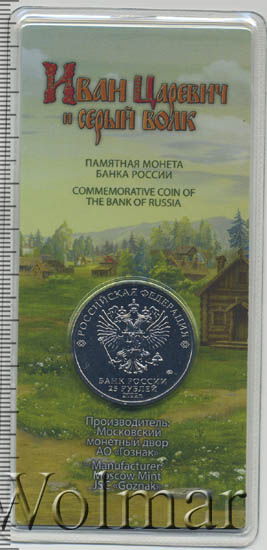 Иван Царевич
и серый волк
ПАМЯТНАЯ МОНЕТА
БАНКА РОССИИ
COMMEMORATIVE COIN OF
THE BANK OF RUSSIA
РОССИЙСКАЯ ФЕДЕРАЦИЯ
БАНК РОССИИ
25 РУБЛЕЙ
Производитель:
Московский
монетный двор
АО «Гознак»
Manufacturer:
Moscow Mint
JSC "Goznak"
Wolmar